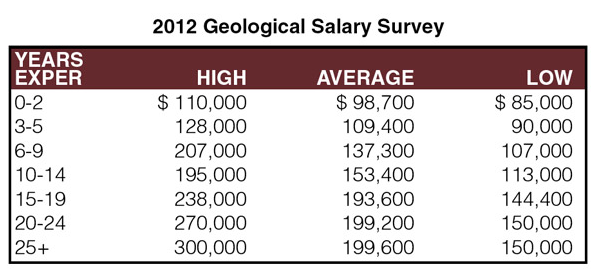 2012 Geological Salary Survey
YEARS
EXPER HIGH AVERAGE LOW
0-2 $ 110,000 $ 98,700 $ 85,000
3-5 128,000 109,400 90,000
6-9 207,000 137,300 107,000
10-14 195,000 153,400 113,000
15-19 238,000 193,600 144,400
20-24 270,000 199,200 150,000
25+ 300,000 199,600 150,000